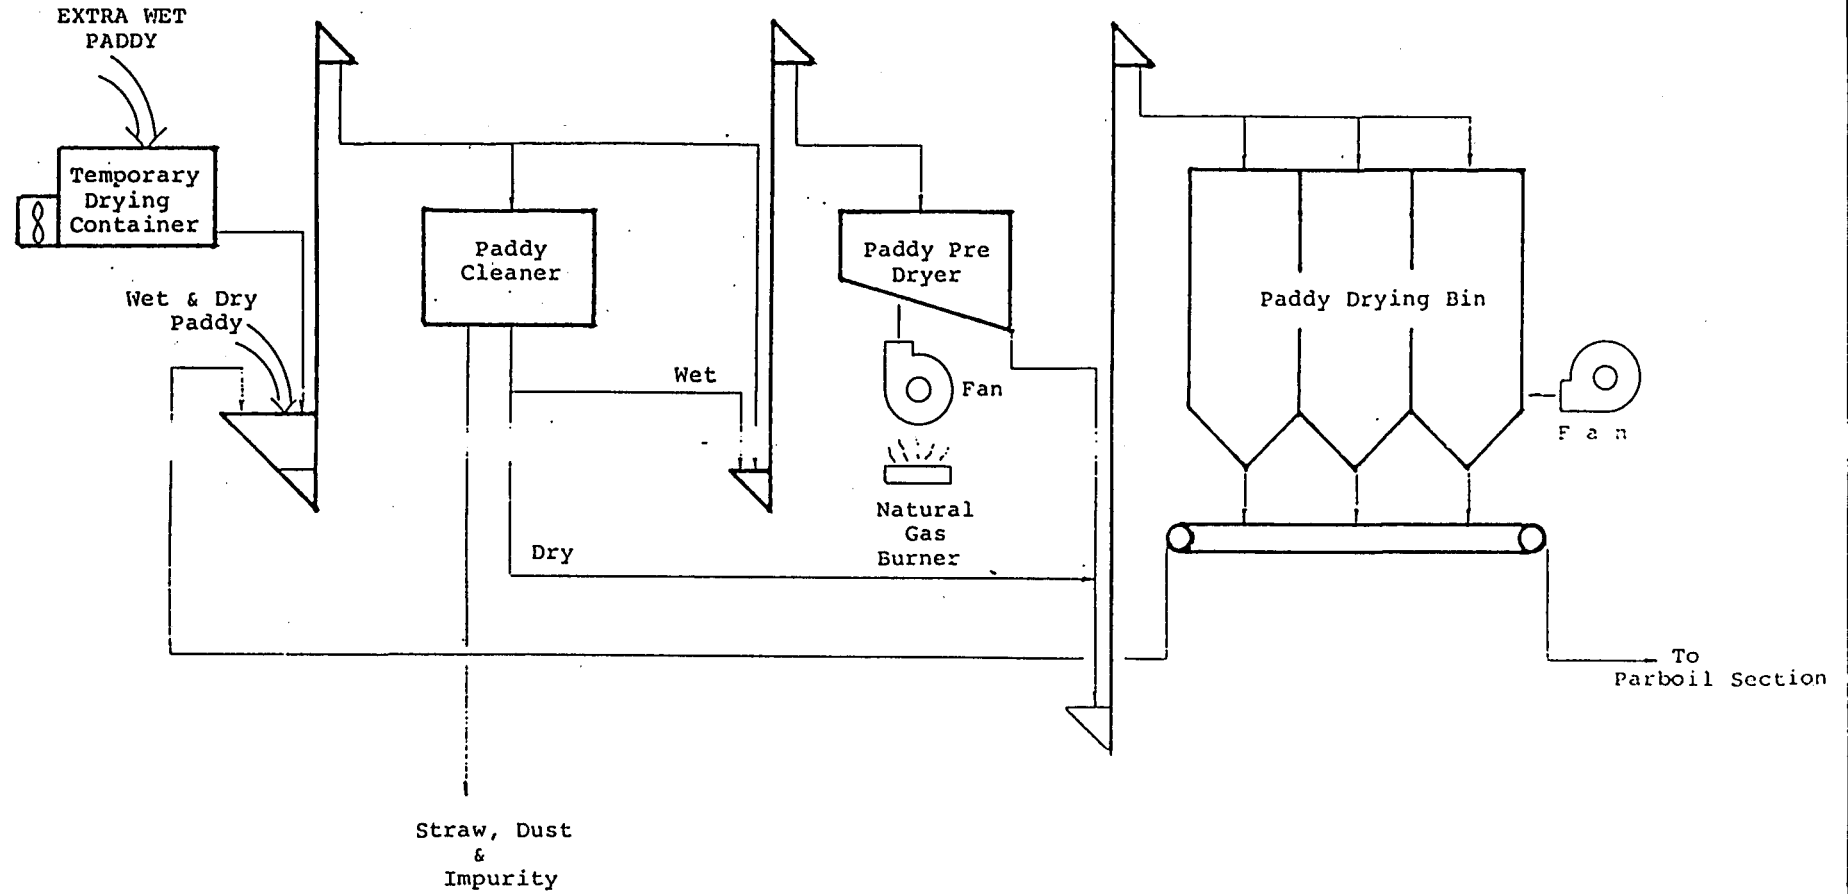 EXTRA WET
PADDY
Temporary
Drying
Container
Wet & Dry
Paddy
Paddy
Cleaner
Wet
Dry
Straw, Dust
&
Impurity
Paddy Pre
Dryer
Fan
Natural
Gas
Burner
Paddy Drying Bin
Fan
To
Parboil Section